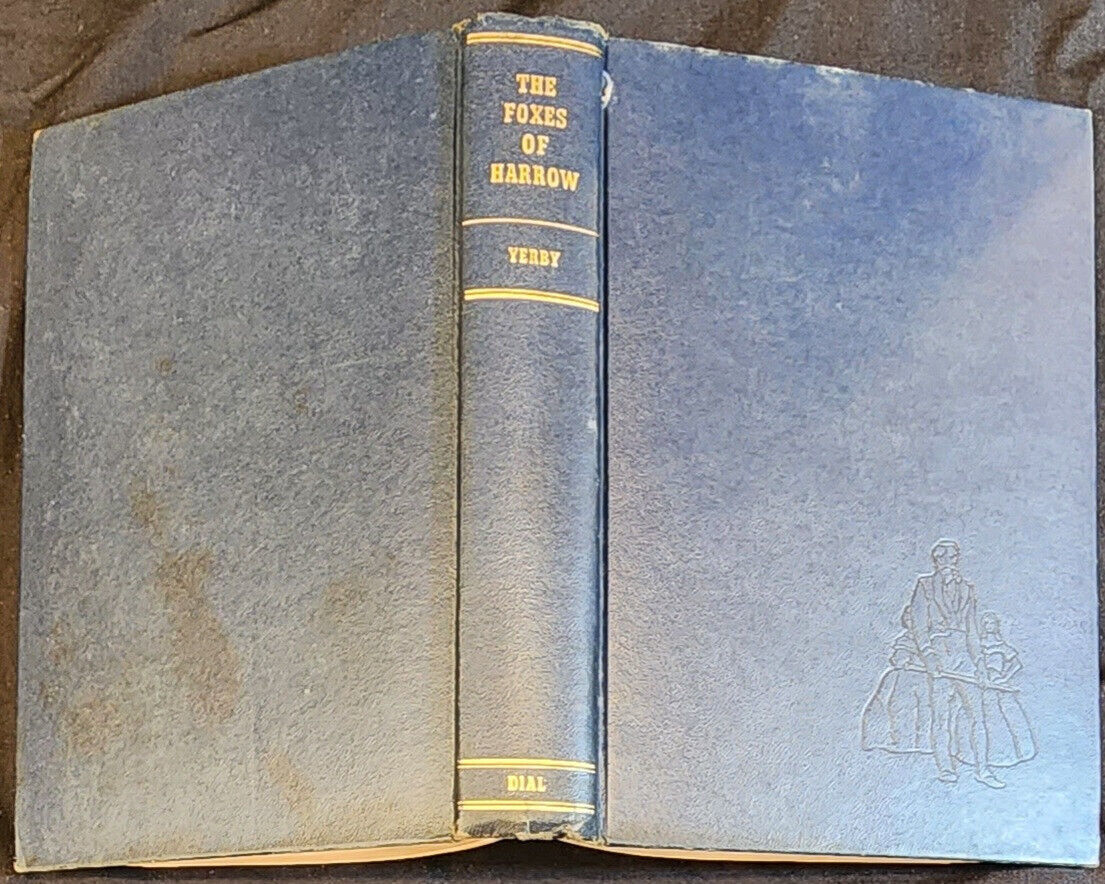 THE
FOXES
OF
HARROW
YERBY
DIAL